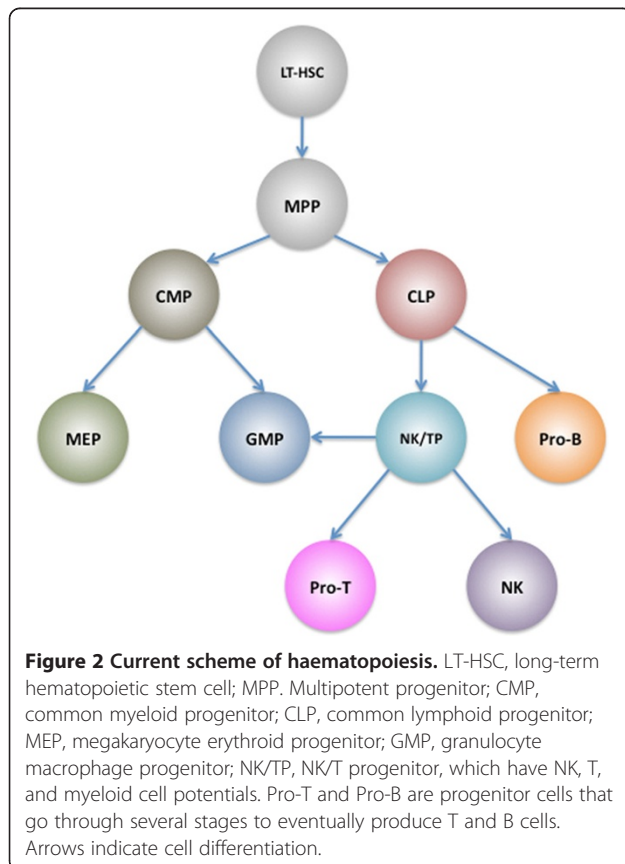 LT-HSC
MPP
CMP CLP
MEP GMP NK/TP Pro-B
Pro-T NK
Figure 2 Current scheme of haematopoiesis. LT-HSC, long-term
hematopoietic stem cell; MPP. Multipotent progenitor; CMP,
common myeloid progenitor; CLP, common lymphoid progenitor;
MEP, megakaryocyte erythroid progenitor; GMP, granulocyte
macrophage progenitor; NK/TP, NK/T progenitor, which have NK, T,
and myeloid cell potentials. Pro-T and Pro-B are progenitor cells that
go through several stages to eventually produce T and B cells.
Arrows indicate cell differentiation.